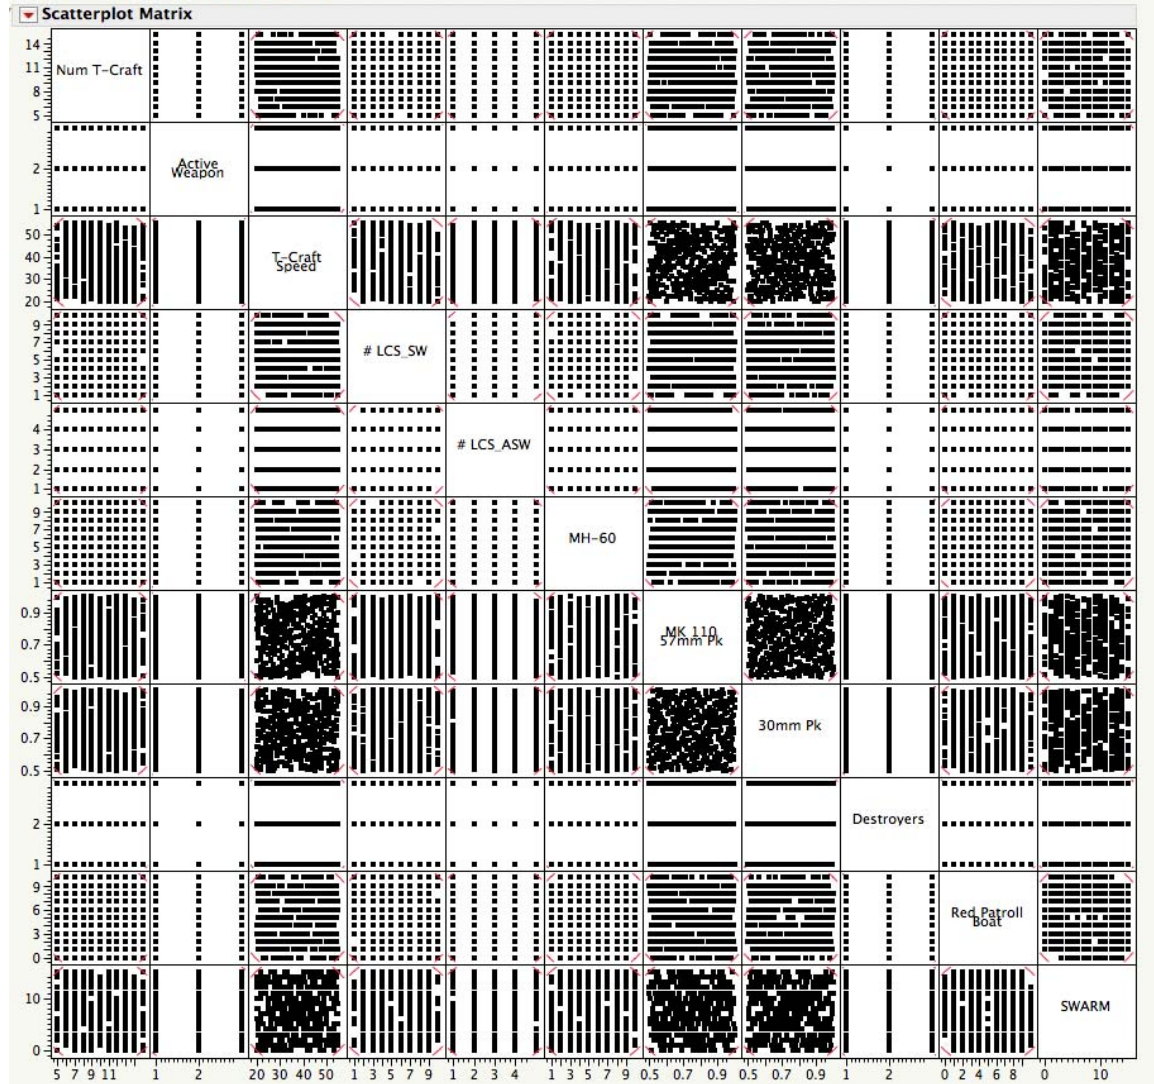 Scatterplot Matrix
14
11
8
5
Num T-Craft
2
1
Active
Weapon
50
40
30
20
T-Craft
Speed
9
7
5
3
1
# LCS_SW
4
3
2
1
# LCS_ASW
9
7
5
3
1
MH-60
0.9
0.7
0.5
MK 110
57mm Pk
0.9
0.7
0.5
30mm Pk
2
1
Destroyers
9
6
3
0
Red Patroll
Boat
10
0
SWARM
5 7 9 11 1 2 20 30 40 50 1 3 5 7 9 1 2 3 4 1 3 5 7 9 0.5 0.7 0.9 0.5 0.7 0.9 1 2 0 2 4 6 8 0 10